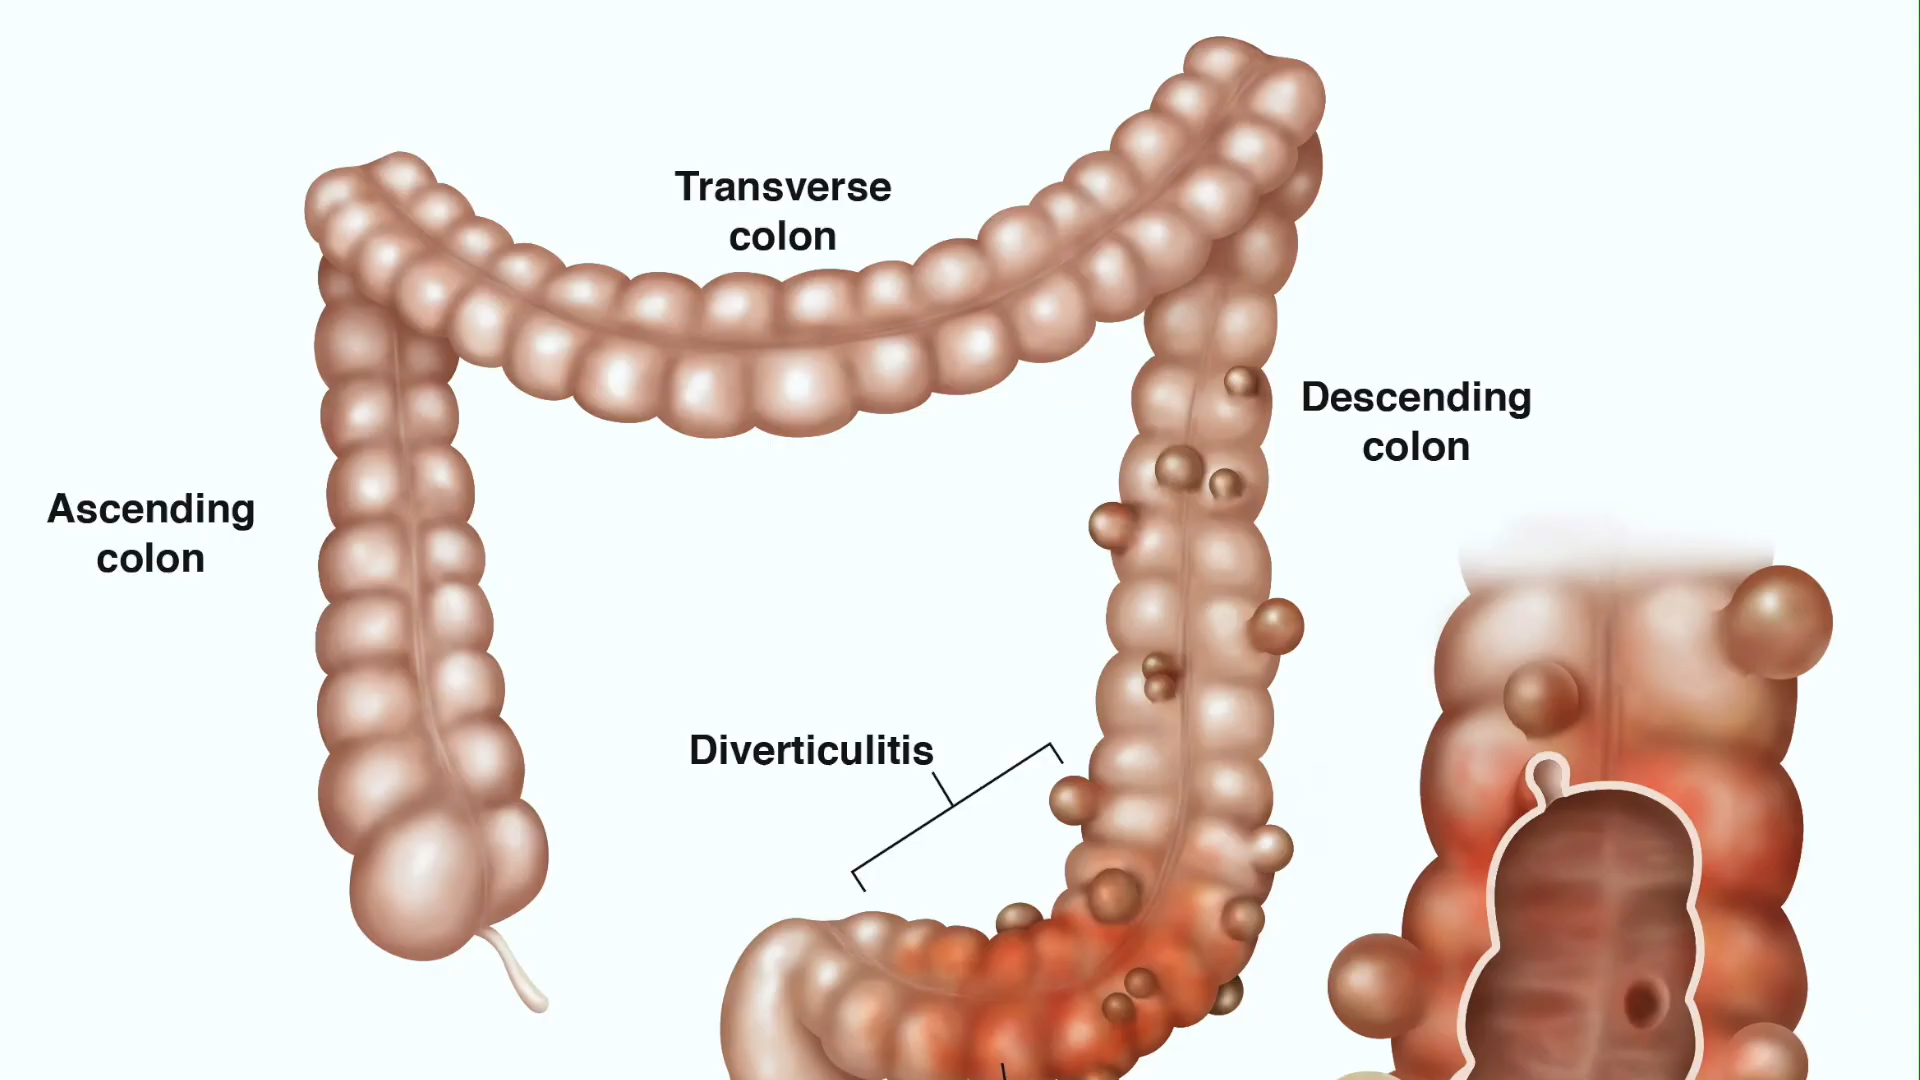 Transverse
colon
Descending
colon
Ascending
colon
Diverticulitis